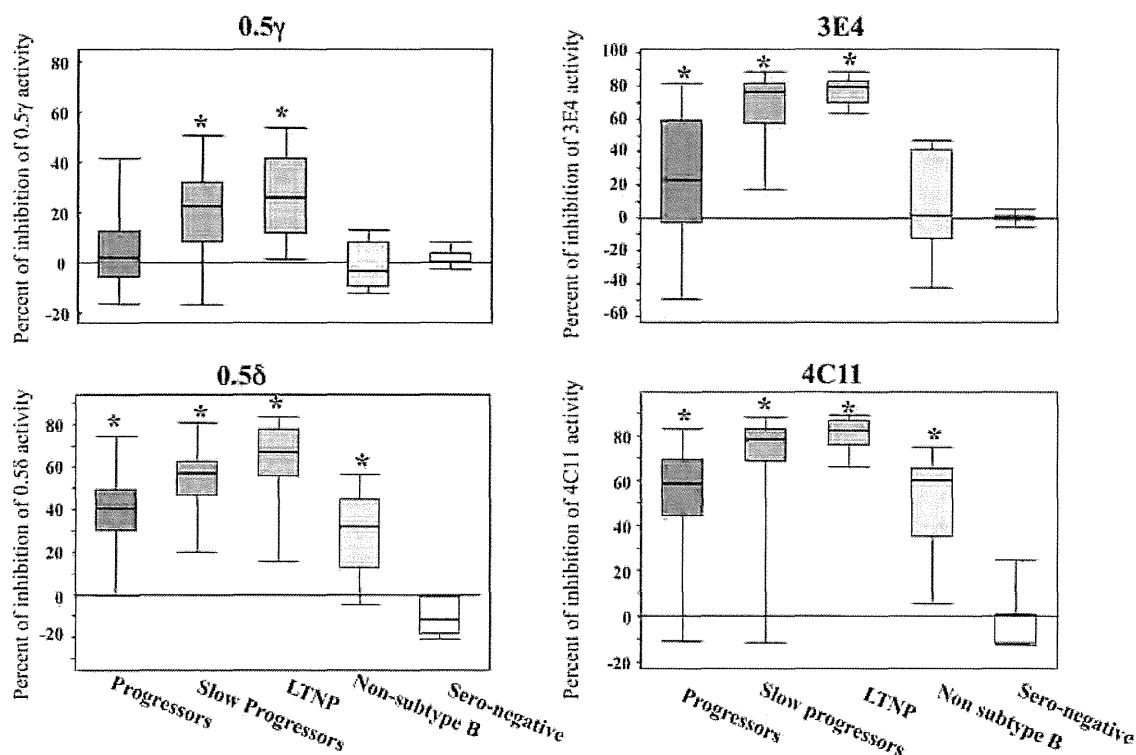 0.5γ
Percent of inhibition of 0.5γ activity
80
60
40
20
0
-20
*
*
3E4
Percent of inhibition of 3E4 activity
100
80
60
40
20
0
-20
-40
-60
*
*
*
0.5δ
Percent of inhibition of 0.5δ activity
80
60
40
20
0
-20
*
*
*
*
Progressors
Slow Progressors
LTNP
Non-subtype B
Sero-negative
4C11
Percent of inhibition of 4C11 activity
80
60
40
20
0
-20
*
*
*
*
Progressors
Slow progressors
LTNP
Non subtype B
Sero-negative